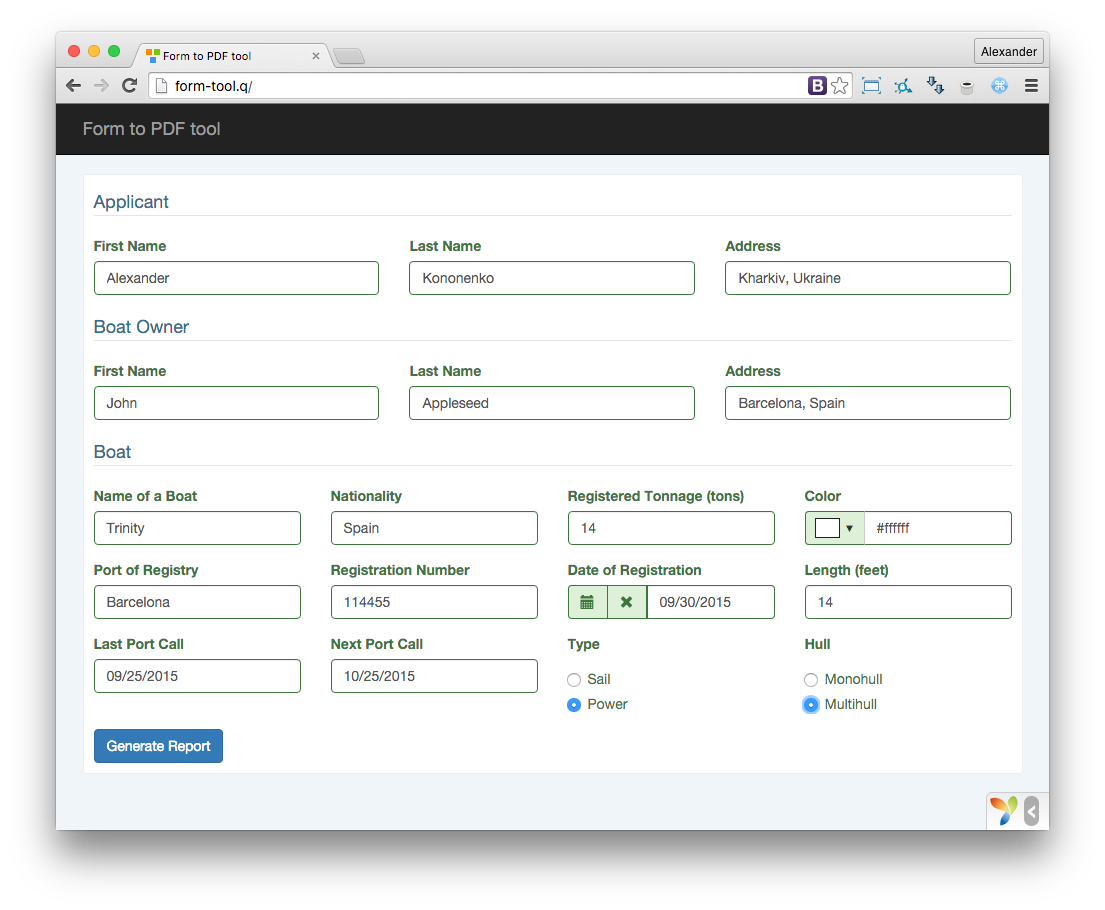 Form to PDF tool
Alexander
form-tool.q/
B
Form to PDF tool
Applicant
First Name Last Name Address
Alexander Kononenko Kharkiv, Ukraine
Boat Owner
First Name Last Name Address
John Appleseed Barcelona, Spain
Boat
Name of a Boat Nationality Registered Tonnage (tons) Color
Trinity Spain 14 #ffffff
Port of Registry Registration Number Date of Registration Length (feet)
Barcelona 114455 09/30/2015 14
Last Port Call Next Port Call Type Hull
09/25/2015 10/25/2015
Sail Monohull
Power Multihull
Generate Report